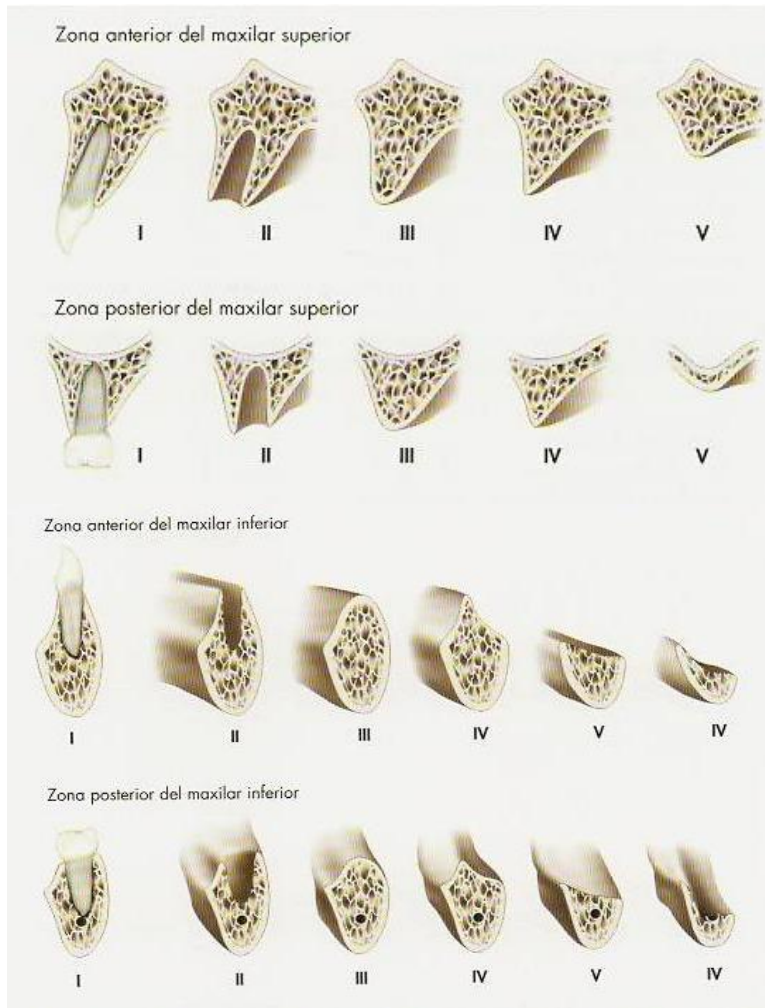 Zona anterior del maxilar superior
I II III IV V
Zona posterior del maxilar superior
I II III IV V
Zona anterior del maxilar inferior
I II III IV V IV
Zona posterior del maxilar inferior
I II III IV V IV